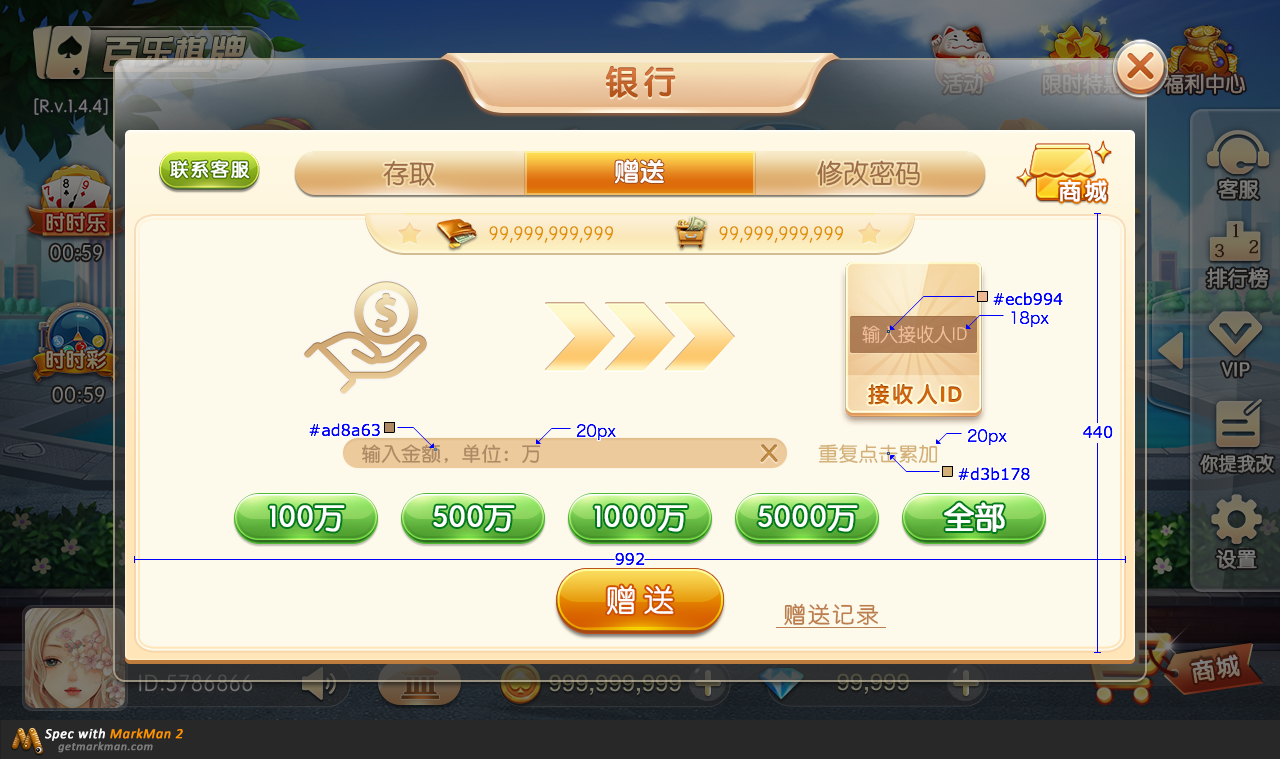 百乐棋牌
[R.v.1.4.4]
银行
活动
限时特惠
福利中心
联系客服
存取
赠送
修改密码
商城
时时乐
00:59
时时彩
00:59
99,999,999,999
99,999,999,999
#ecb994
18px
输入接收人ID
接收人ID
#ad8a63
20px
20px
440
输入金额，单位：万
重复点击累加
#d3b178
100万
500万
1000万
5000万
全部
992
赠送
赠送记录
客服
1
3
2
排行榜
VIP
你提我改
设置
ID:5786866
999,999,999
99,999
商城
Spec with MarkMan 2
getmarkman.com